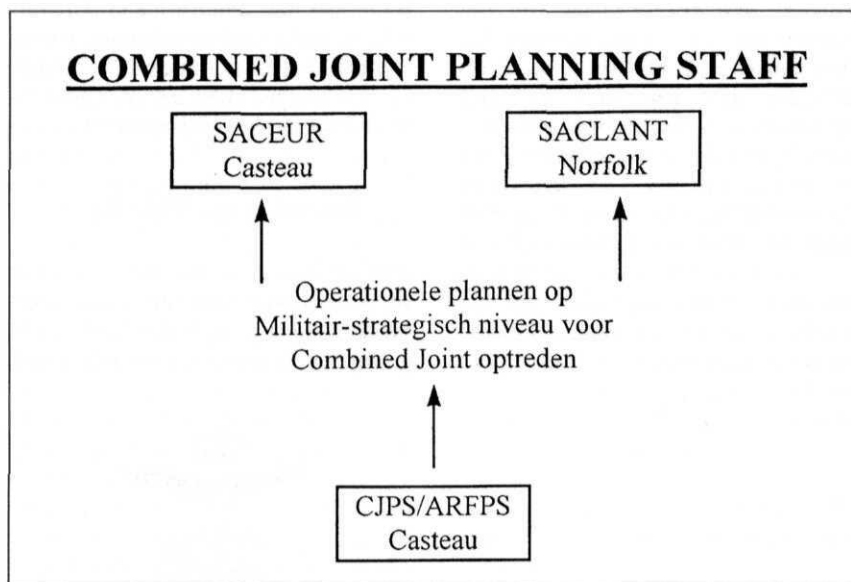 COMBINED JOINT PLANNING STAFF
SACEUR
Casteau
SACLANT
Norfolk
Operationele plannen op
Militair-strategisch niveau voor
Combined Joint optreden
CJPS/ARFPS
Casteau